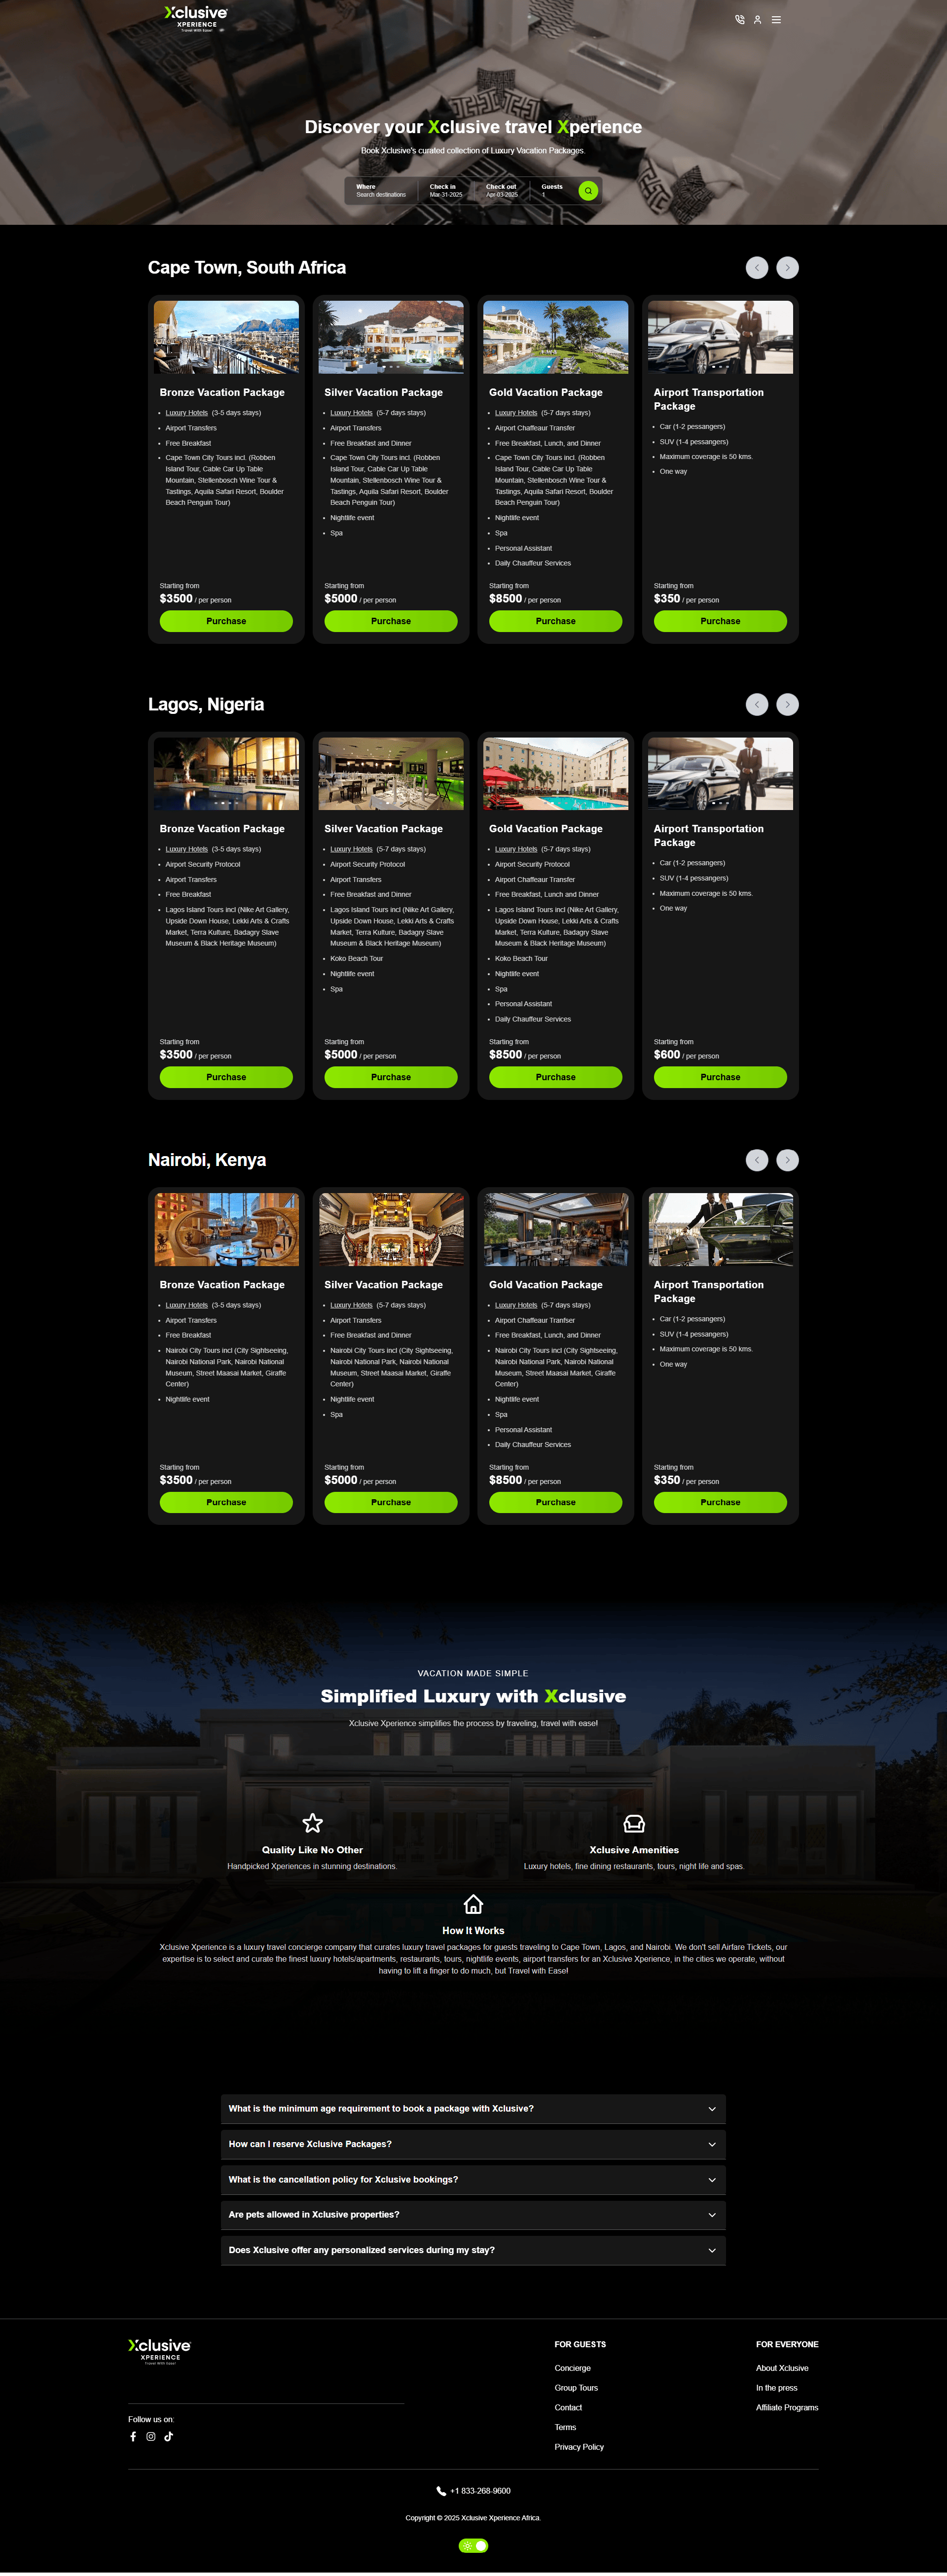 Xclusive
XPERIENCE
Travel With Ease!
Discover your Xclusive travel Xperience
Book Xclusive's curated collection of Luxury Vacation Packages.
Where
Search destinations
Check in
Mar-31-2025
Check out
Apr-03-2025
Guests
1
Cape Town, South Africa
Bronze Vacation Package
Luxury Hotels (3-5 days stays)
Airport Transfers
Free Breakfast
Cape Town City Tours incl. (Robben
Island Tour, Cable Car Up Table
Mountain, Stellenbosch Wine Tour &
Tastings, Aquila Safari Resort, Boulder
Beach Penguin Tour)
Starting from
$3500 / per person
Purchase
Silver Vacation Package
Luxury Hotels (5-7 days stays)
Airport Transfers
Free Breakfast and Dinner
Cape Town City Tours incl. (Robben
Island Tour, Cable Car Up Table
Mountain, Stellenbosch Wine Tour &
Tastings, Aquila Safari Resort, Boulder
Beach Penguin Tour)
Nightlife event
Spa
Starting from
$5000 / per person
Purchase
Gold Vacation Package
Luxury Hotels (5-7 days stays)
Airport Chauffeur Transfer
Free Breakfast, Lunch, and Dinner
Cape Town City Tours incl. (Robben
Island Tour, Cable Car Up Table
Mountain, Stellenbosch Wine Tour &
Tastings, Aquila Safari Resort, Boulder
Beach Penguin Tour)
Nightlife event
Spa
Personal Assistant
Daily Chauffeur Services
Starting from
$8500 / per person
Purchase
Airport Transportation
Package
Car (1-2 pessangers)
SUV (1-4 pessangers)
Maximum coverage is 50 kms.
One way
Starting from
$350 / per person
Purchase
Lagos, Nigeria
Bronze Vacation Package
Luxury Hotels (3-5 days stays)
Airport Security Protocol
Airport Transfers
Free Breakfast
Lagos Island Tours incl (Nike Art Gallery,
Upside Down House, Lekki Arts & Crafts
Market, Terra Kulture, Badagry Slave
Museum & Black Heritage Museum)
Starting from
$3500 / per person
Purchase
Silver Vacation Package
Luxury Hotels (5-7 days stays)
Airport Security Protocol
Airport Transfers
Free Breakfast and Dinner
Lagos Island Tours incl (Nike Art Gallery,
Upside Down House, Lekki Arts & Crafts
Market, Terra Kulture, Badagry Slave
Museum & Black Heritage Museum)
Koko Beach Tour
Nightlife event
Spa
Starting from
$5000 / per person
Purchase
Gold Vacation Package
Luxury Hotels (5-7 days stays)
Airport Security Protocol
Airport Chauffeur Transfer
Free Breakfast, Lunch and Dinner
Lagos Island Tours incl (Nike Art Gallery,
Upside Down House, Lekki Arts & Crafts
Market, Terra Kulture, Badagry Slave
Museum & Black Heritage Museum)
Koko Beach Tour
Nightlife event
Spa
Personal Assistant
Daily Chauffeur Services
Starting from
$8500 / per person
Purchase
Airport Transportation
Package
Car (1-2 pessangers)
SUV (1-4 pessangers)
Maximum coverage is 50 kms.
One way
Starting from
$600 / per person
Purchase
Nairobi, Kenya
Bronze Vacation Package
Luxury Hotels (3-5 days stays)
Airport Transfers
Free Breakfast
Nairobi City Tours incl (City Sightseeing,
Nairobi National Park, Nairobi National
Museum, Street Maasai Market, Giraffe
Center)
Nightlife event
Starting from
$3500 / per person
Purchase
Silver Vacation Package
Luxury Hotels (5-7 days stays)
Airport Transfers
Free Breakfast and Dinner
Nairobi City Tours incl (City Sightseeing,
Nairobi National Park, Nairobi National
Museum, Street Maasai Market, Giraffe
Center)
Nightlife event
Spa
Starting from
$5000 / per person
Purchase
Gold Vacation Package
Luxury Hotels (5-7 days stays)
Airport Chaffeaur Tranfser
Free Breakfast, Lunch, and Dinner
Nairobi City Tours incl (City Sightseeing,
Nairobi National Park, Nairobi National
Museum, Street Maasai Market, Giraffe
Center)
Nightlife event
Spa
Personal Assistant
Daily Chauffeur Services
Starting from
$8500 / per person
Purchase
Airport Transportation
Package
Car (1-2 pessangers)
SUV (1-4 pessangers)
Maximum coverage is 50 kms.
One way
Starting from
$350 / per person
Purchase
VACATION MADE SIMPLE
Simplified Luxury with Xclusive
Xclusive Xperience simplifies the process by traveling, travel with ease!
Quality Like No Other
Handpicked Xperiences in stunning destinations.
Xclusive Amenities
Luxury hotels, fine dining restaurants, tours, night life and spas.
How It Works
Xclusive Xperience is a luxury travel concierge company that curates luxury travel packages for guests traveling to Cape Town, Lagos, and Nairobi. We don't sell Airfare Tickets, our
expertise is to select and curate the finest luxury hotels/apartments, restaurants, tours, nightlife events, airport transfers for an Xclusive Xperience, in the cities we operate, without
having to lift a finger to do much, but Travel with Ease!
What is the minimum age requirement to book a package with Xclusive?
How can I reserve Xclusive Packages?
What is the cancellation policy for Xclusive bookings?
Are pets allowed in Xclusive properties?
Does Xclusive offer any personalized services during my stay?
Xclusive
XPERIENCE
Travel With Ease!
Follow us on:
FOR GUESTS
Concierge
Group Tours
Contact
Terms
Privacy Policy
FOR EVERYONE
About Xclusive
In the press
Affiliate Programs
+1 833-268-9600
Copyright © 2025 Xclusive Xperience Africa.